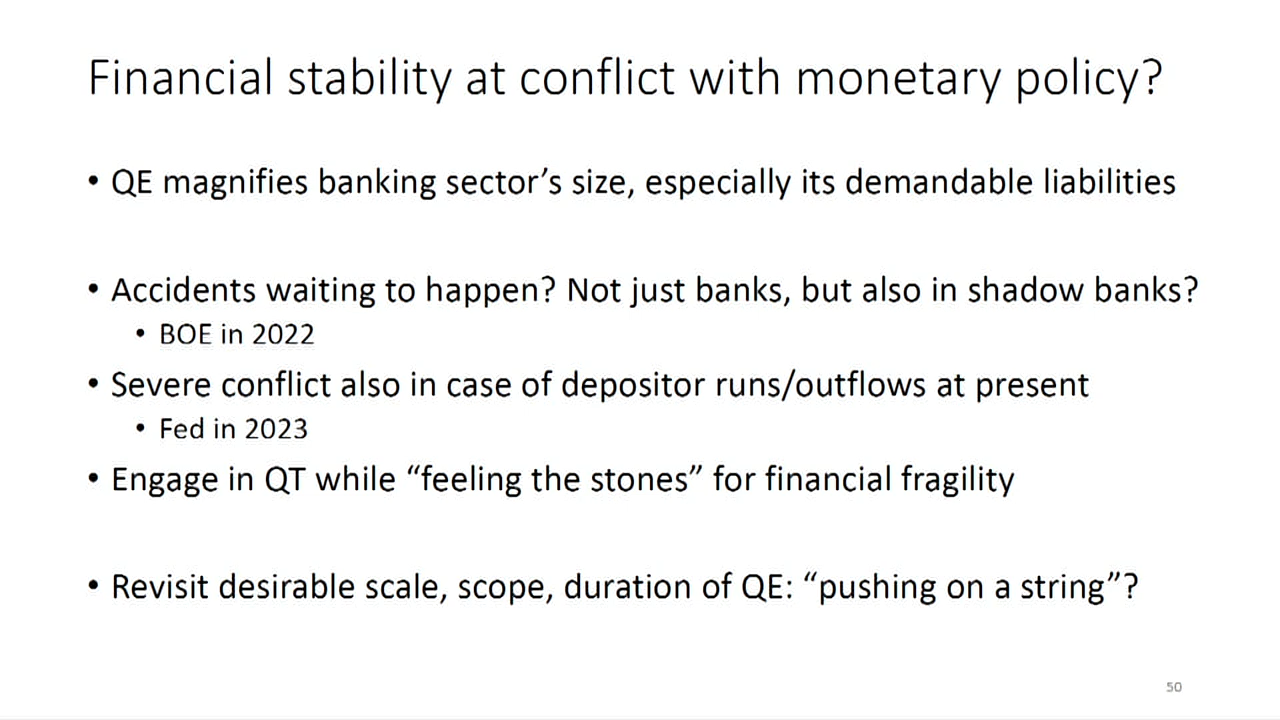 Financial stability at conflict with monetary policy?
• QE magnifies banking sector’s size, especially its demandable liabilities
• Accidents waiting to happen? Not just banks, but also in shadow banks?
• BOE in 2022
• Severe conflict also in case of depositor runs/outflows at present
• Fed in 2023
• Engage in QT while “feeling the stones” for financial fragility
• Revisit desirable scale, scope, duration of QE: “pushing on a string”?
50